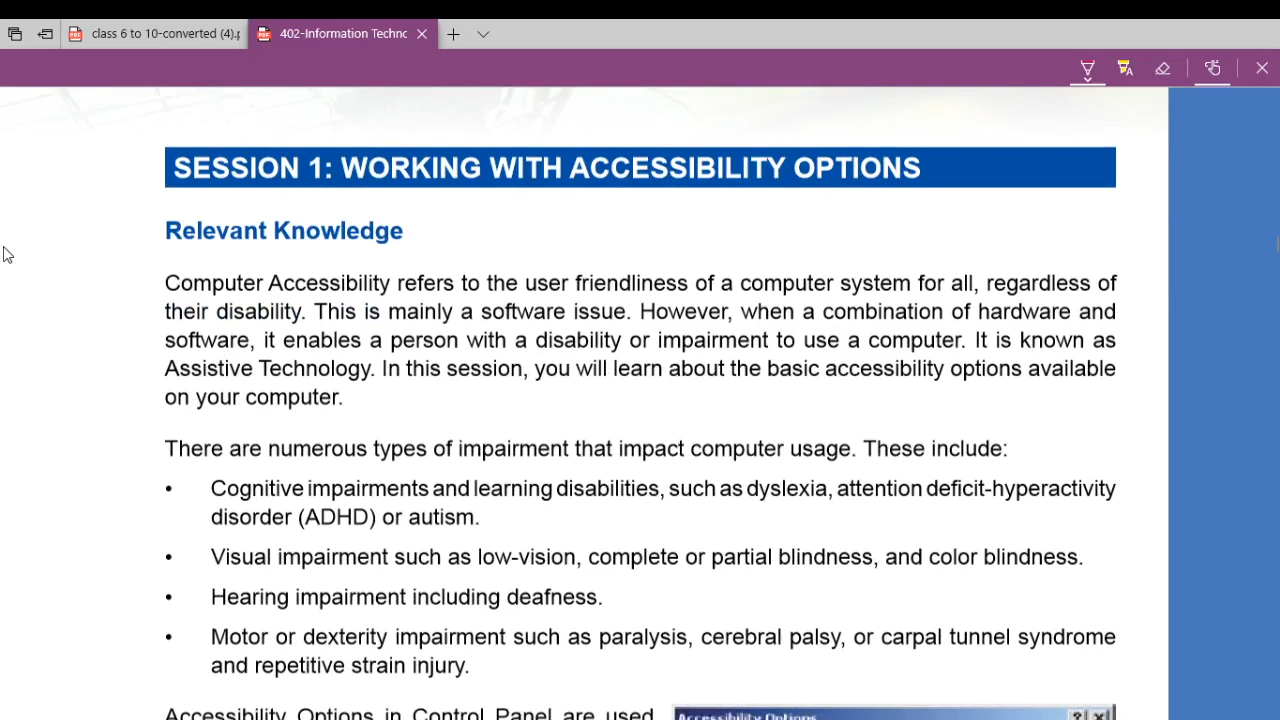 class 6 to 10-converted (4).p
402-Information Techno
SESSION 1: WORKING WITH ACCESSIBILITY OPTIONS
Relevant Knowledge
Computer Accessibility refers to the user friendliness of a computer system for all, regardless of
their disability. This is mainly a software issue. However, when a combination of hardware and
software, it enables a person with a disability or impairment to use a computer. It is known as
Assistive Technology. In this session, you will learn about the basic accessibility options available
on your computer.
There are numerous types of impairment that impact computer usage. These include:
• Cognitive impairments and learning disabilities, such as dyslexia, attention deficit-hyperactivity
disorder (ADHD) or autism.
• Visual impairment such as low-vision, complete or partial blindness, and color blindness.
• Hearing impairment including deafness.
• Motor or dexterity impairment such as paralysis, cerebral palsy, or carpal tunnel syndrome
and repetitive strain injury.
Accessibility Options in Control Panel are used
Accessibility Options